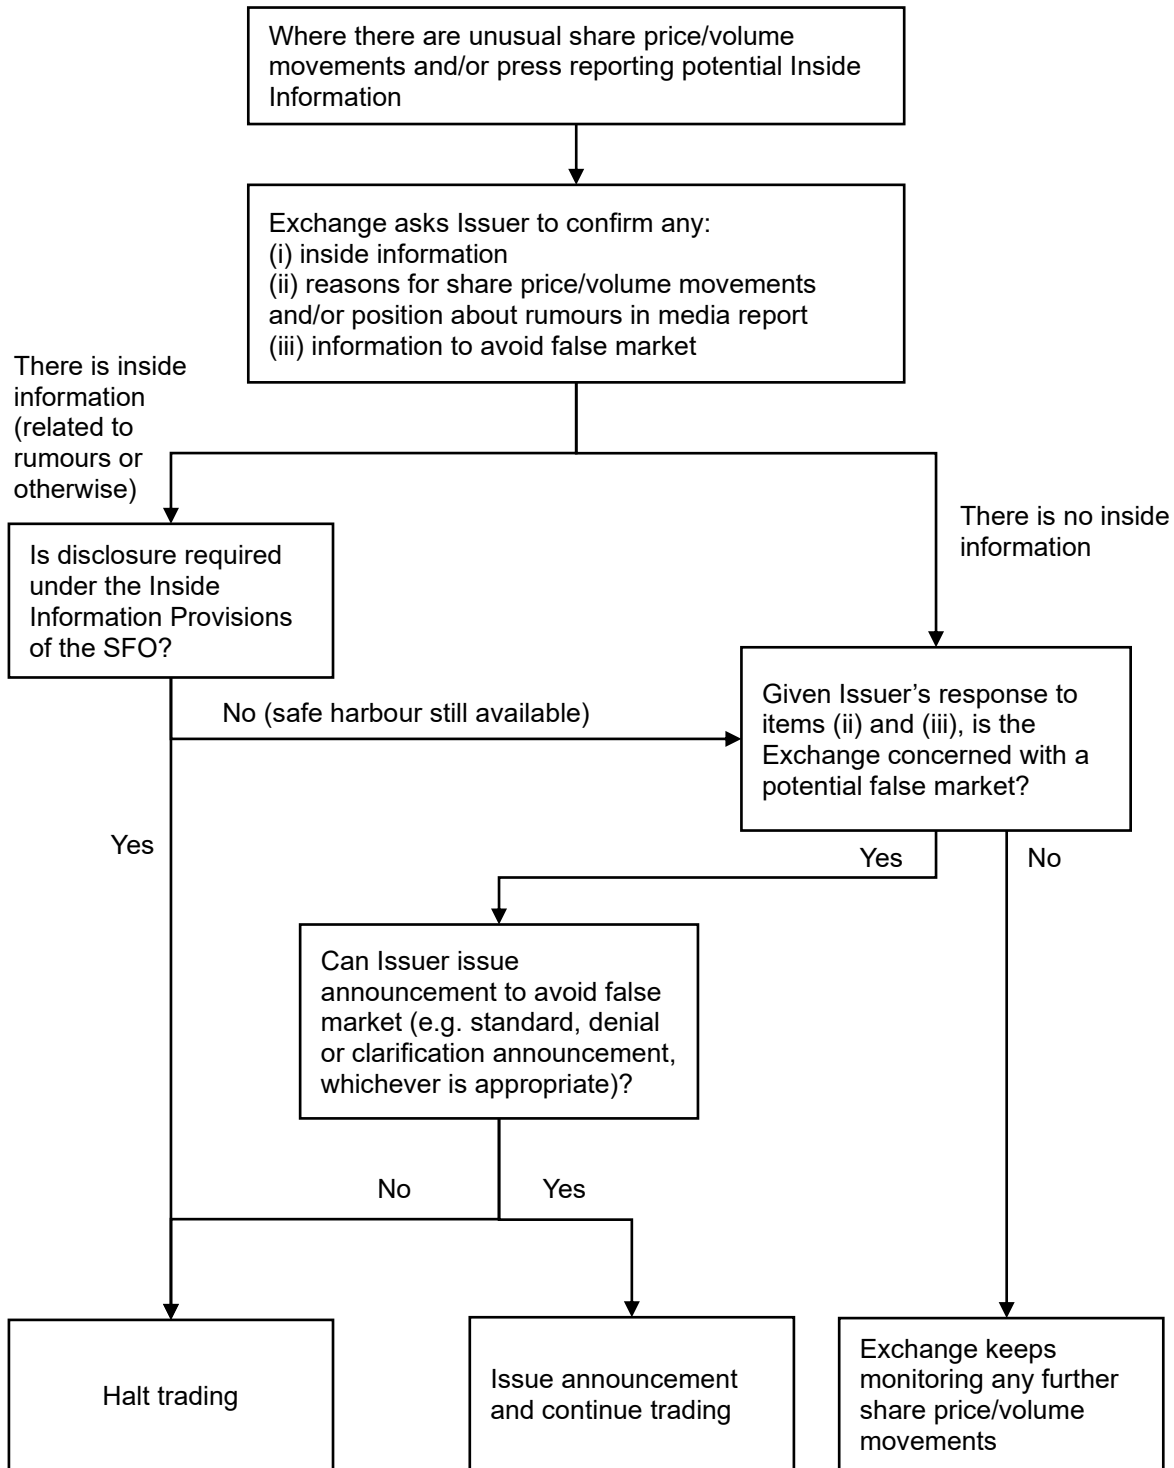 Where there are unusual share price/volume
movements and/or press reporting potential Inside
Information
Exchange asks Issuer to confirm any:
(i) inside information
(ii) reasons for share price/volume movements
and/or position about rumours in media report
(iii) information to avoid false market
There is inside
information
(related to
rumours or
otherwise)
There is no inside
information
Is disclosure required
under the Inside
Information Provisions
of the SFO?
No (safe harbour still available)
Given Issuer’s response to
items (ii) and (iii), is the
Exchange concerned with a
potential false market?
Yes
Yes
No
Can Issuer issue
announcement to avoid false
market (e.g. standard, denial
or clarification announcement,
whichever is appropriate)?
No
Yes
Halt trading
Issue announcement
and continue trading
Exchange keeps
monitoring any further
share price/volume
movements